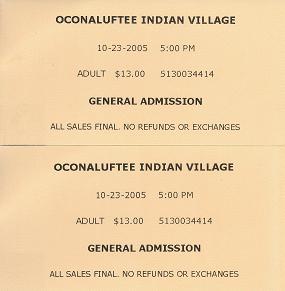 OCONALUFTEE INDIAN VILLAGE
10-23-2005 5:00 PM
ADULT $13.00 5130034414
GENERAL ADMISSION
ALL SALES FINAL. NO REFUNDS OR EXCHANGES
OCONALUFTEE INDIAN VILLAGE
10-23-2005 5:00 PM
ADULT $13.00 5130034414
GENERAL ADMISSION
ALL SALES FINAL. NO REFUNDS OR EXCHANGES